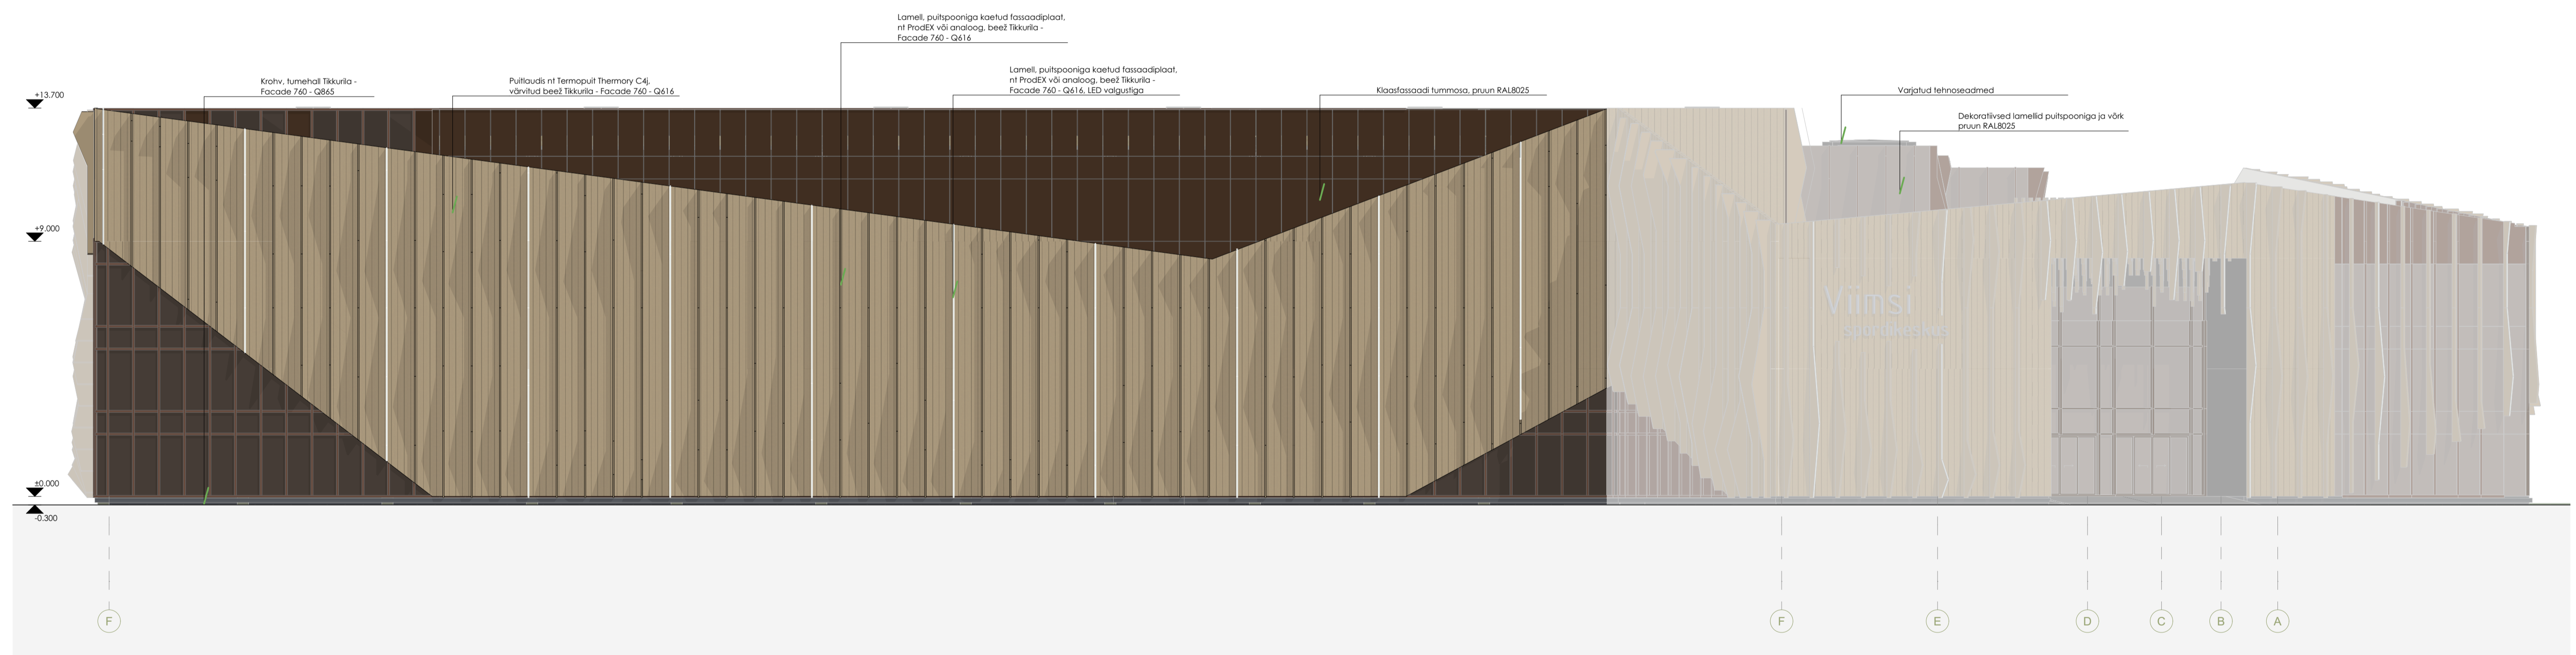 Lamell, puitspooniga kaetud fassaadiplaat,
nt ProdEX või analoog, beež Tikkurila -
Facade 760 - Q616
Lamell, puitspooniga kaetud fassaadiplaat,
nt ProdEX või analoog, beež Tikkurila -
Facade 760 - Q616, LED valgustiga
Krohv, tumehall Tikkurila -
Facade 760 - Q865
Puitlaudis nt Termopuit Thermory C4j,
värvitud beež Tikkurila - Facade 760 - Q616
Klaasfassaadi tummosa, pruun RAL8025
Varjatud tehnoseadmed
Dekoratiivsed lamellid puitspooniga ja võrk
pruun RAL8025
+13.700
+9.000
±0.000
-0.300
Viimsi
spordikeskus
F
F
E
D
C
B
A